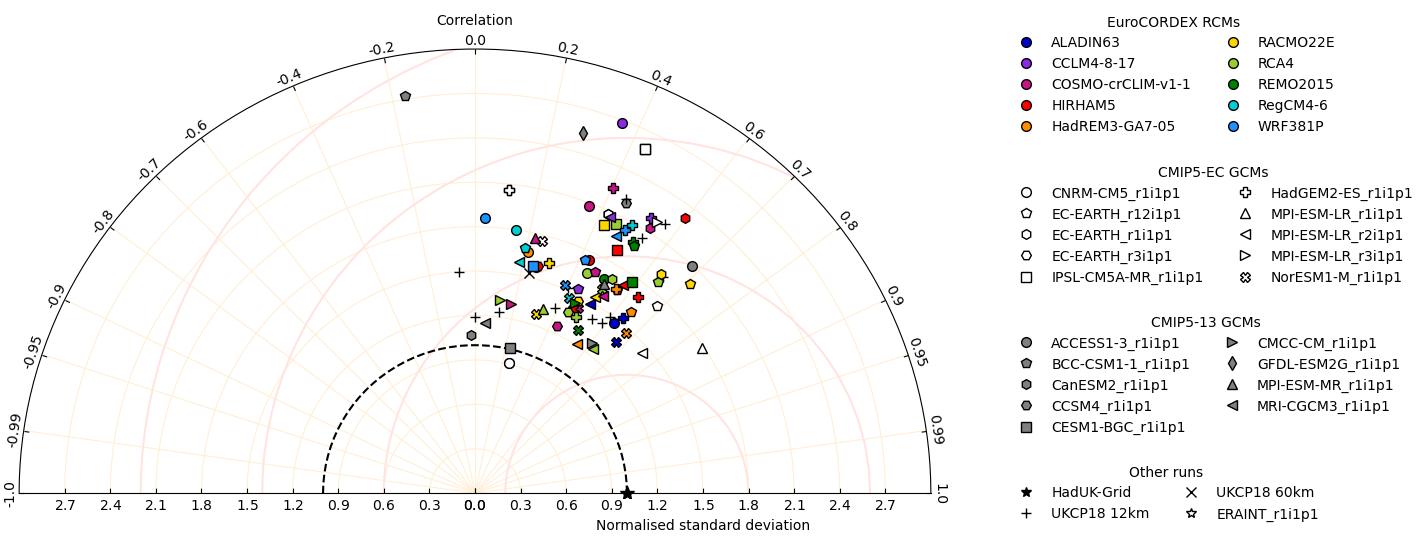 Correlation
0.0
-0.2 0.2
-0.4 0.4
-0.6 0.6
-0.7 0.7
-0.8 0.8
-0.9 0.9
-0.95 0.95
-0.99 0.99
-1.0 1.0
2.7 2.4 2.1 1.8 1.5 1.2 0.9 0.6 0.3 0.0 0.3 0.6 0.9 1.2 1.5 1.8 2.1 2.4 2.7
Normalised standard deviation
EuroCORDEX RCMs
ALADIN63 RACMO22E
CCLM4-8-17 RCA4
COSMO-crCLIM-v1-1 REMO2015
HIRHAM5 RegCM4-6
HadREM3-GA7-05 WRF381P
CMIP5-EC GCMs
CNRM-CM5_r1i1p1 HadGEM2-ES_r1i1p1
EC-EARTH_r12i1p1 MPI-ESM-LR_r1i1p1
EC-EARTH_r1i1p1 MPI-ESM-LR_r2i1p1
EC-EARTH_r3i1p1 MPI-ESM-LR_r3i1p1
IPSL-CM5A-MR_r1i1p1 NorESM1-M_r1i1p1
CMIP5-13 GCMs
ACCESS1-3_r1i1p1 CMCC-CM_r1i1p1
BCC-CSM1-1_r1i1p1 GFDL-ESM2G_r1i1p1
CanESM2_r1i1p1 MPI-ESM-MR_r1i1p1
CCSM4_r1i1p1 MRI-CGCM3_r1i1p1
CESM1-BGC_r1i1p1
Other runs
HadUK-Grid UKCP18 60km
UKCP18 12km ERAINT_r1i1p1